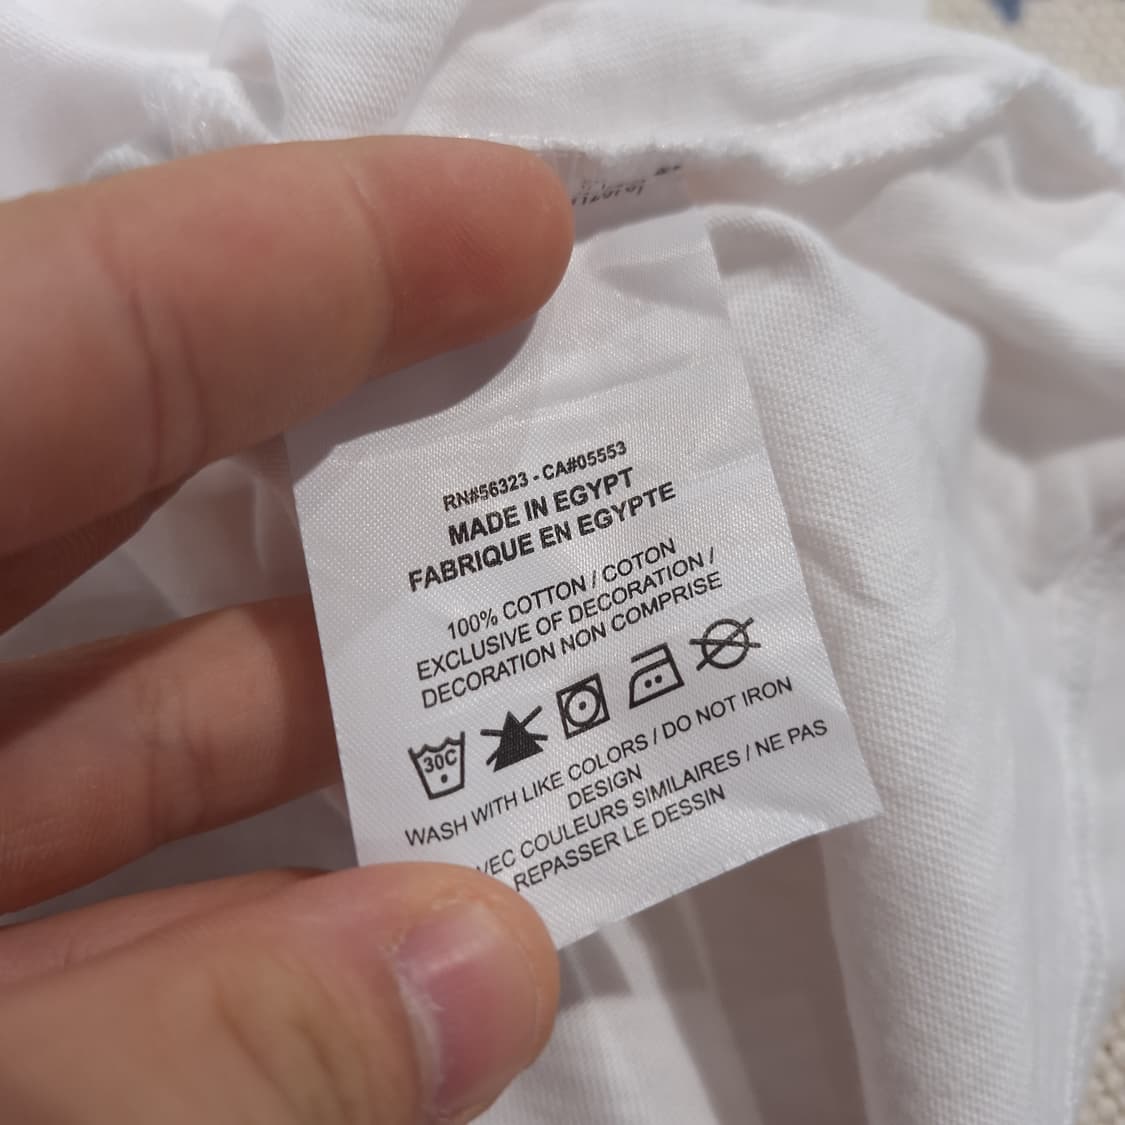 RN#56323 - CA#05553
MADE IN EGYPT
FABRIQUE EN EGYPTE
100% COTTON / COTON
EXCLUSIVE OF DECORATION /
DECORATION NON COMPRISE
30C
WASH WITH LIKE COLORS / DO NOT IRON
DESIGN
COULEURS SIMILAIRES / NE PAS
REPASSER LE DESSIN